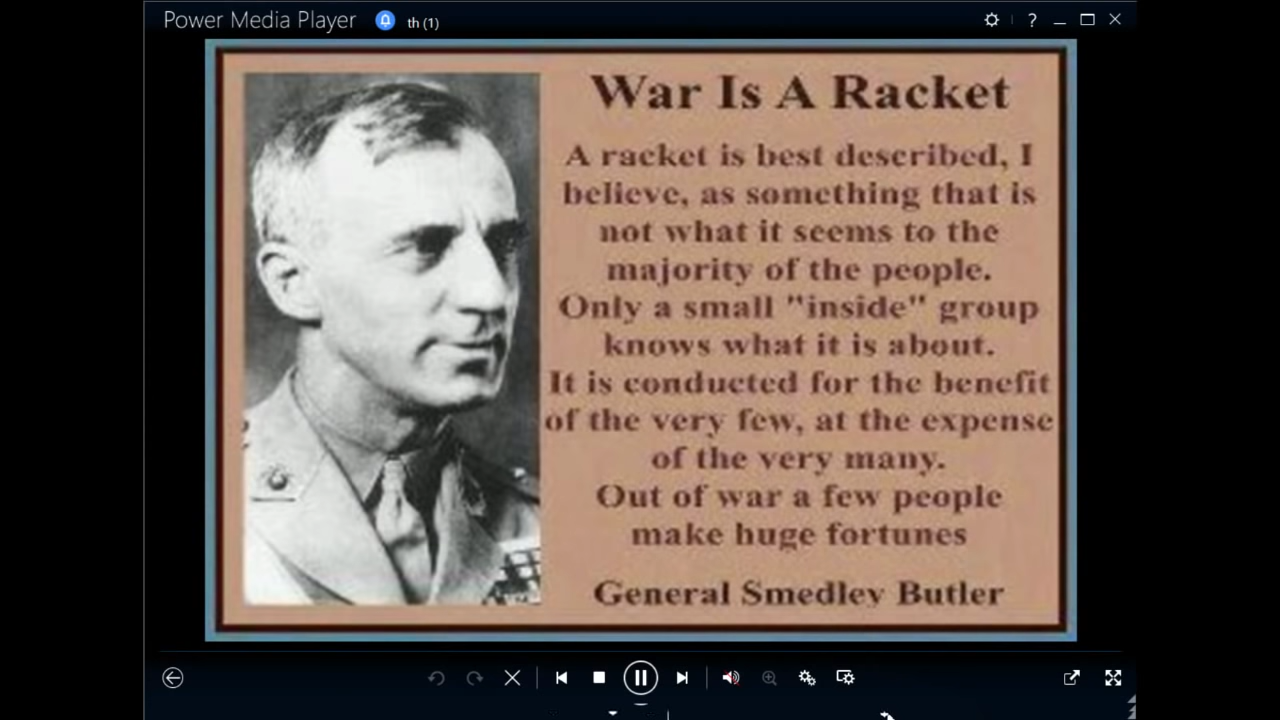 Power Media Player th (1) ?
War Is A Racket
A racket is best described, I
believe, as something that is
not what it seems to the
majority of the people.
Only a small "inside" group
knows what it is about.
It is conducted for the benefit
of the very few, at the expense
of the very many.
Out of war a few people
make huge fortunes
General Smedley Butler